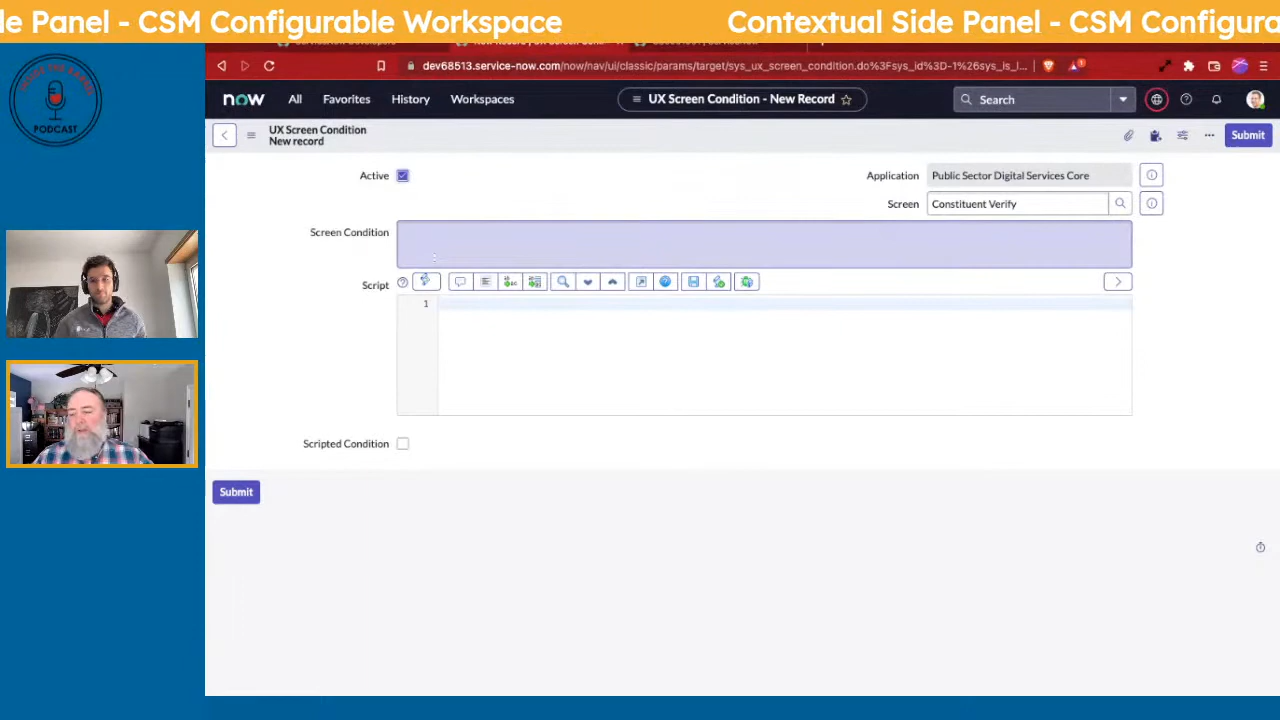 de Panel - CSM Configurable Workspace
Contextual Side Panel - CSM Configura
PODCAST
dev68513.service-now.com/now/nav/ui/classic/params/target/sys_ux_screen_condition.do%3Fsys_id%3D-1%26sys_is_l...
now
All
Favorites
History
Workspaces
UX Screen Condition - New Record
Search
UX Screen Condition
New record
Submit
Active
Application
Public Sector Digital Services Core
Screen
Constituent Verify
Screen Condition
Script
1
Scripted Condition
Submit